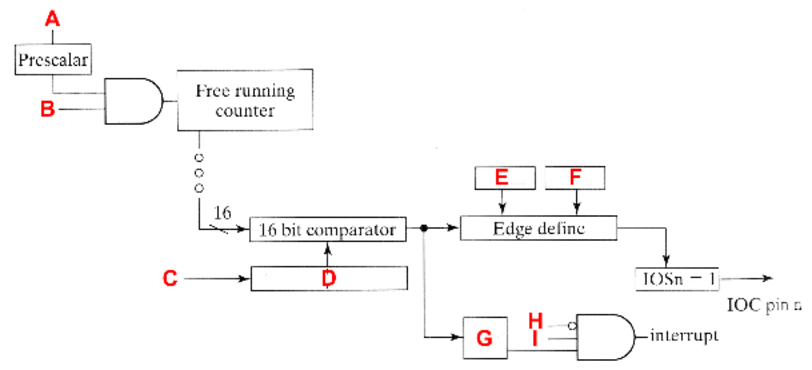 A
Prescalar
B
Free running
counter
16
16 bit comparator
C
D
E
F
Edge define
IOSn = 1
IOC pin n
G
H
I
interrupt